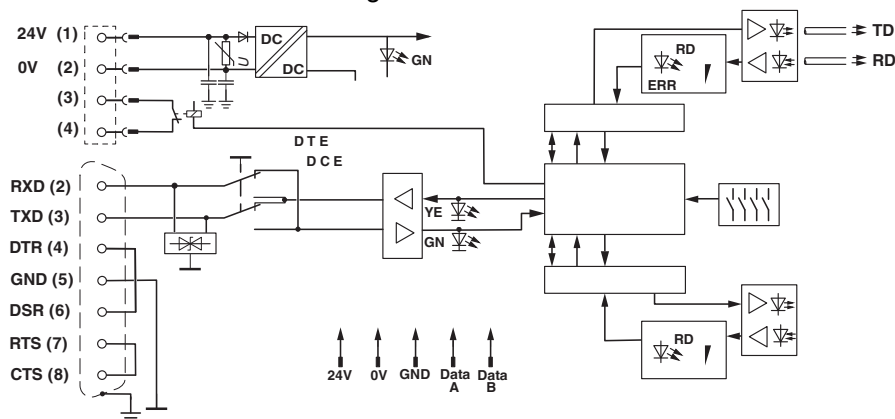 24V (1)
0V (2)
(3)
(4)
U
DC
DC
GN
RD
ERR
TD
RD
DTE
DCE
RXD (2)
TXD (3)
DTR (4)
GND (5)
DSR (6)
RTS (7)
CTS (8)
YE
GN
RD
24V
0V
GND
Data A
Data B